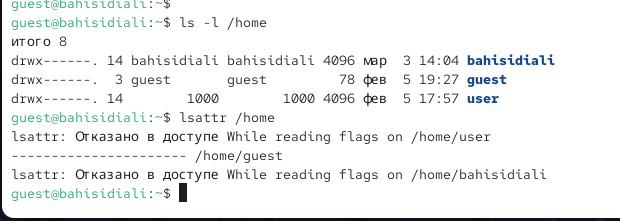 guest@bahisidiali:~$
guest@bahisidiali:~$ ls -l /home
итого 8
drwx------. 14 bahisidiali bahisidiali 4096 мар  3 14:04 bahisidiali
drwx------.  3 guest       guest         78 фев  5 19:27 guest
drwx------. 14        1000        1000 4096 фев  5 17:57 user
guest@bahisidiali:~$ lsattr /home
lsattr: Отказано в доступе While reading flags on /home/user
---------------------- /home/guest
lsattr: Отказано в доступе While reading flags on /home/bahisidiali
guest@bahisidiali:~$